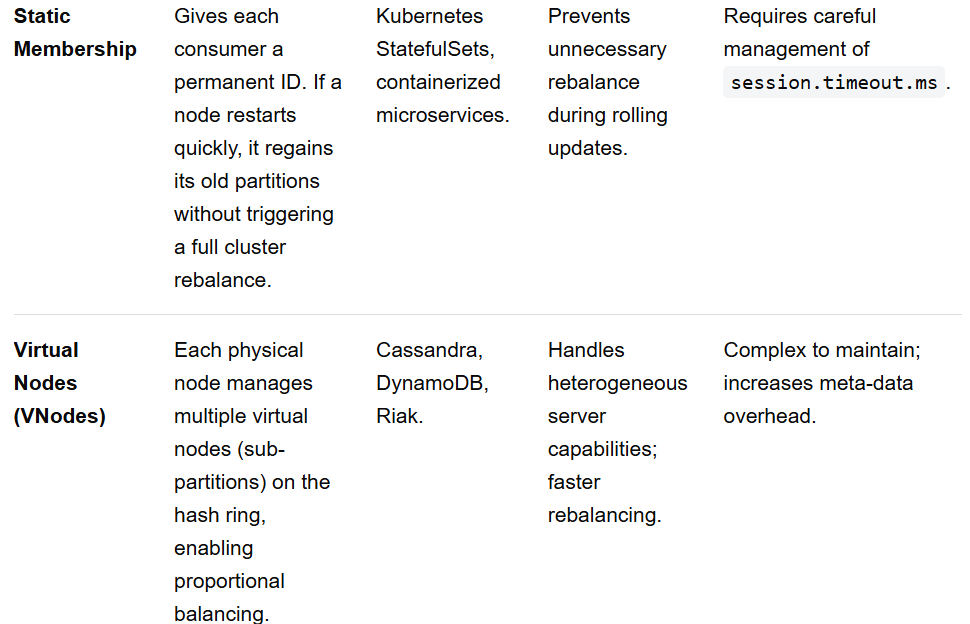 Static
Membership
Gives each
consumer a
permanent ID. If a
node restarts
quickly, it regains
its old partitions
without triggering
a full cluster
rebalance.
Kubernetes
StatefulSets,
containerized
microservices.
Prevents
unnecessary
rebalance
during rolling
updates.
Requires careful
management of
session.timeout.ms.
Virtual
Nodes
(VNodes)
Each physical
node manages
multiple virtual
nodes (sub-
partitions) on the
hash ring,
enabling
proportional
balancing.
Cassandra,
DynamoDB,
Riak.
Handles
heterogeneous
server
capabilities;
faster
rebalancing.
Complex to maintain;
increases meta-data
overhead.